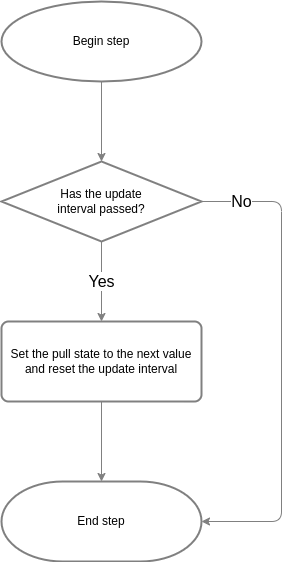 Begin step
Has the update
interval passed?
No
Yes
Set the pull state to the next value
and reset the update interval
End step